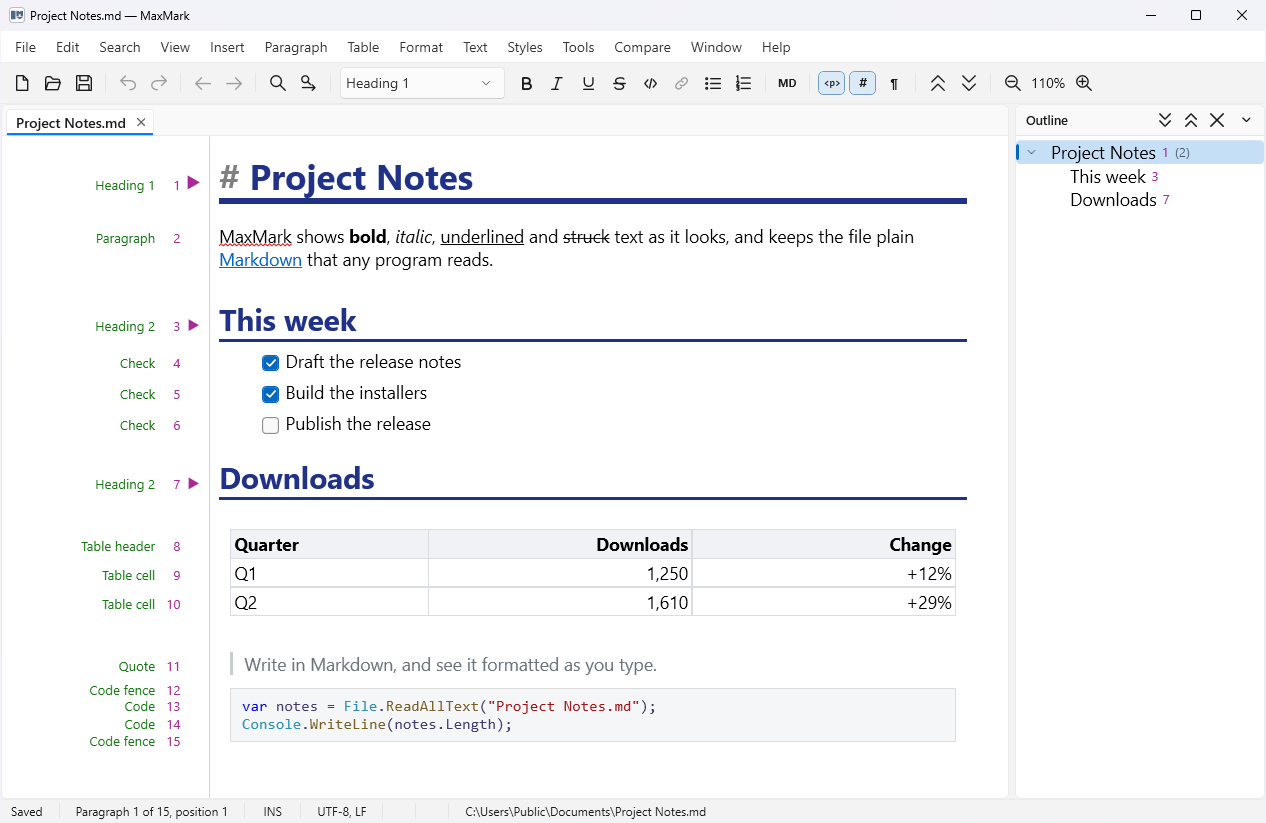 Project Notes.md — MaxMark
File Edit Search View Insert Paragraph Table Format Text Styles Tools Compare Window Help
Heading 1 B I U S </> MD <p> # ¶ 110%
Project Notes.md
Outline
Project Notes 1 (2)
This week 3
Downloads 7
Heading 1 1 # Project Notes
Paragraph 2 MaxMark shows bold, italic, underlined and struck text as it looks, and keeps the file plain
Markdown that any program reads.
Heading 2 3 This week
Check 4 Draft the release notes
Check 5 Build the installers
Check 6 Publish the release
Heading 2 7 Downloads
Table header 8 Quarter Downloads Change
Table cell 9 Q1 1,250 +12%
Table cell 10 Q2 1,610 +29%
Quote 11 Write in Markdown, and see it formatted as you type.
Code fence 12
Code 13 var notes = File.ReadAllText("Project Notes.md");
Code 14 Console.WriteLine(notes.Length);
Code fence 15
Saved Paragraph 1 of 15, position 1 INS UTF-8, LF C:\Users\Public\Documents\Project Notes.md